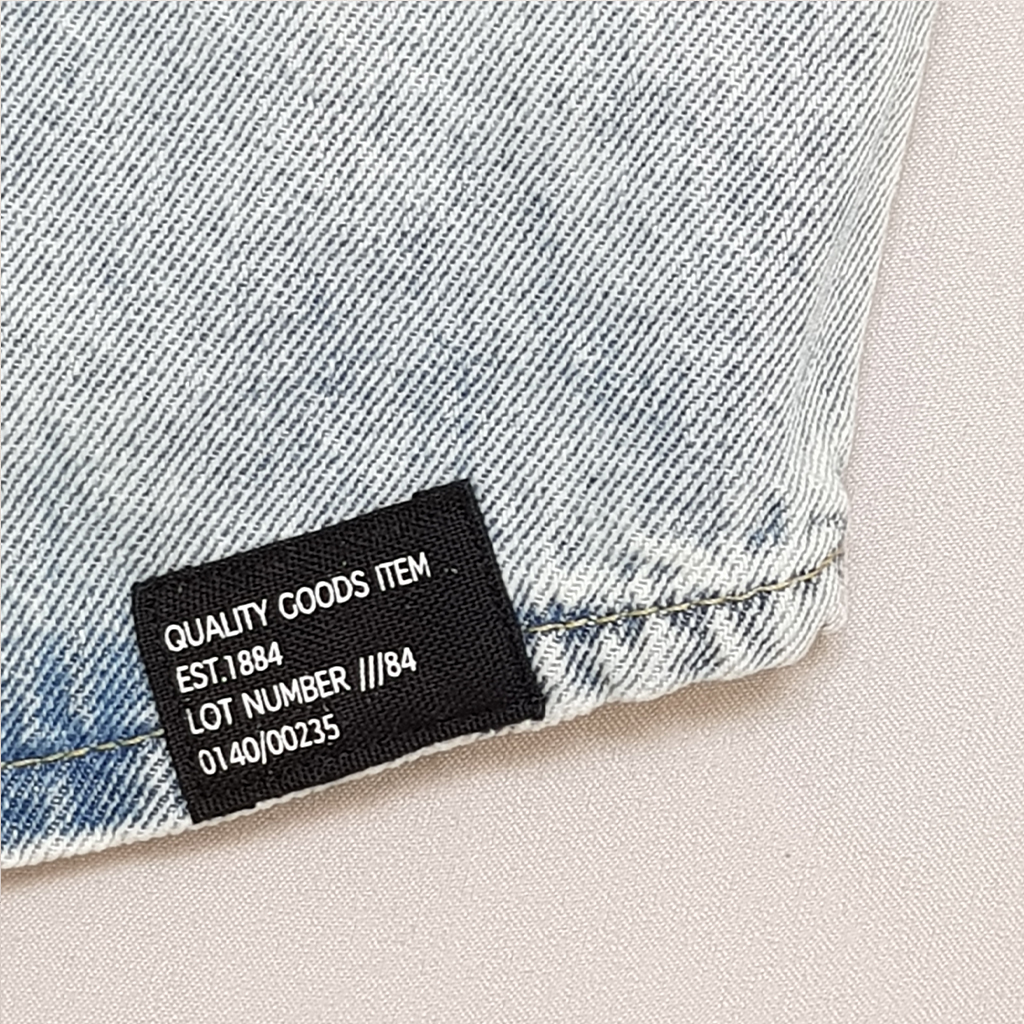 QUALITY GOODS ITEM
EST.1884
LOT NUMBER ///84
0140/00235